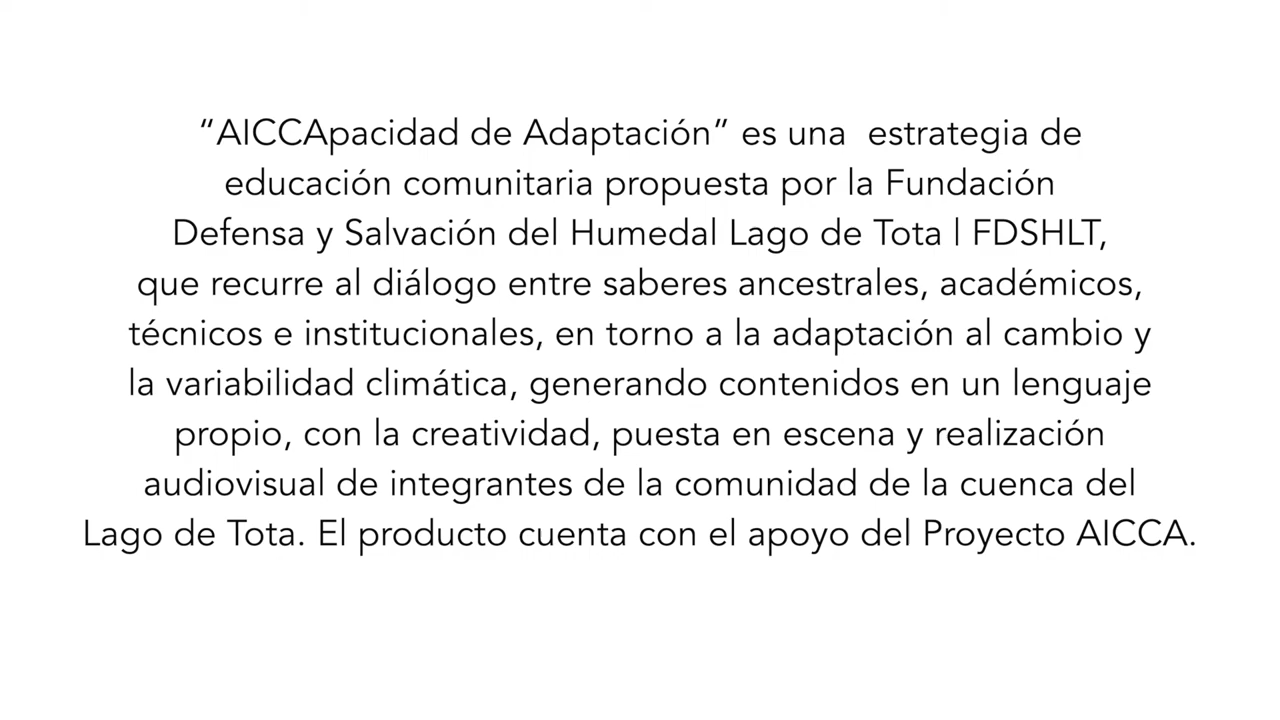 “AICCApacidad de Adaptación” es una  estrategia de
educación comunitaria propuesta por la Fundación
Defensa y Salvación del Humedal Lago de Tota | FDSHLT,
que recurre al diálogo entre saberes ancestrales, académicos,
técnicos e institucionales, en torno a la adaptación al cambio y
la variabilidad climática, generando contenidos en un lenguaje
propio, con la creatividad, puesta en escena y realización
audiovisual de integrantes de la comunidad de la cuenca del
Lago de Tota. El producto cuenta con el apoyo del Proyecto AICCA.